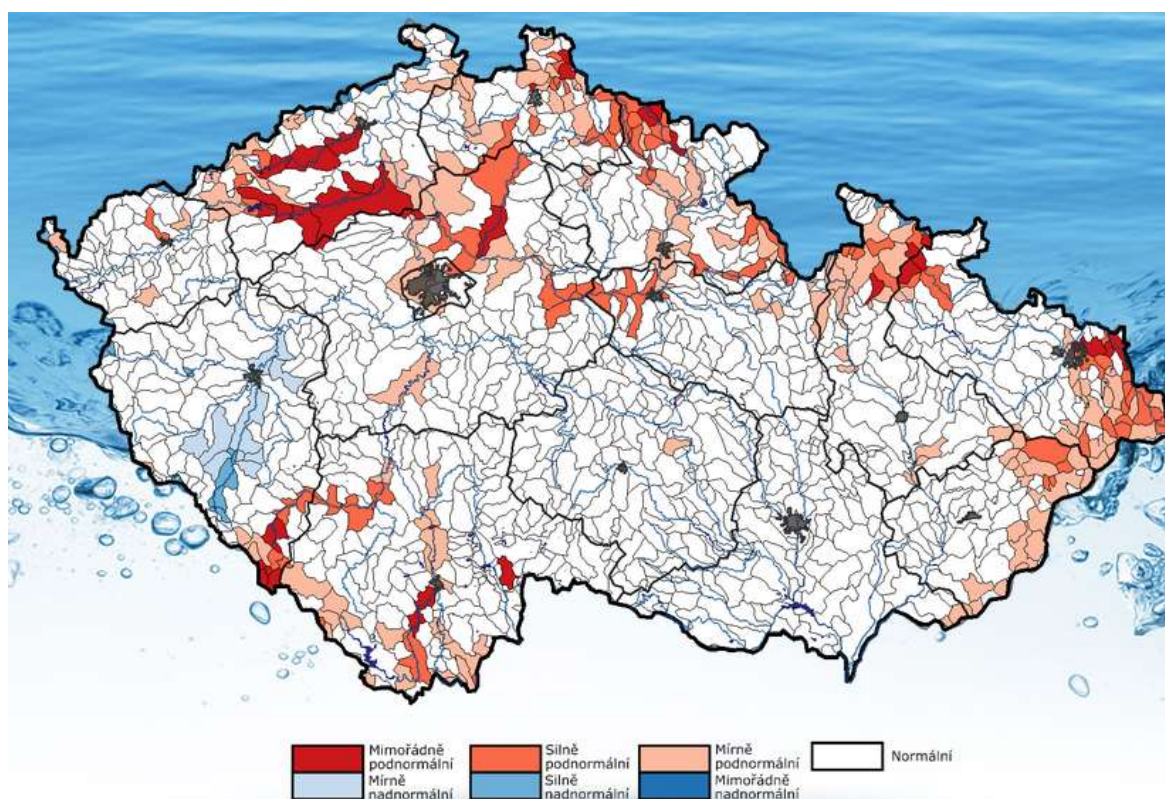 Mimořádně
podnormální
Silně
podnormální
Mírně
podnormální
Normální
Mírně
nadnormální
Silně
nadnormální
Mimořádně
nadnormální